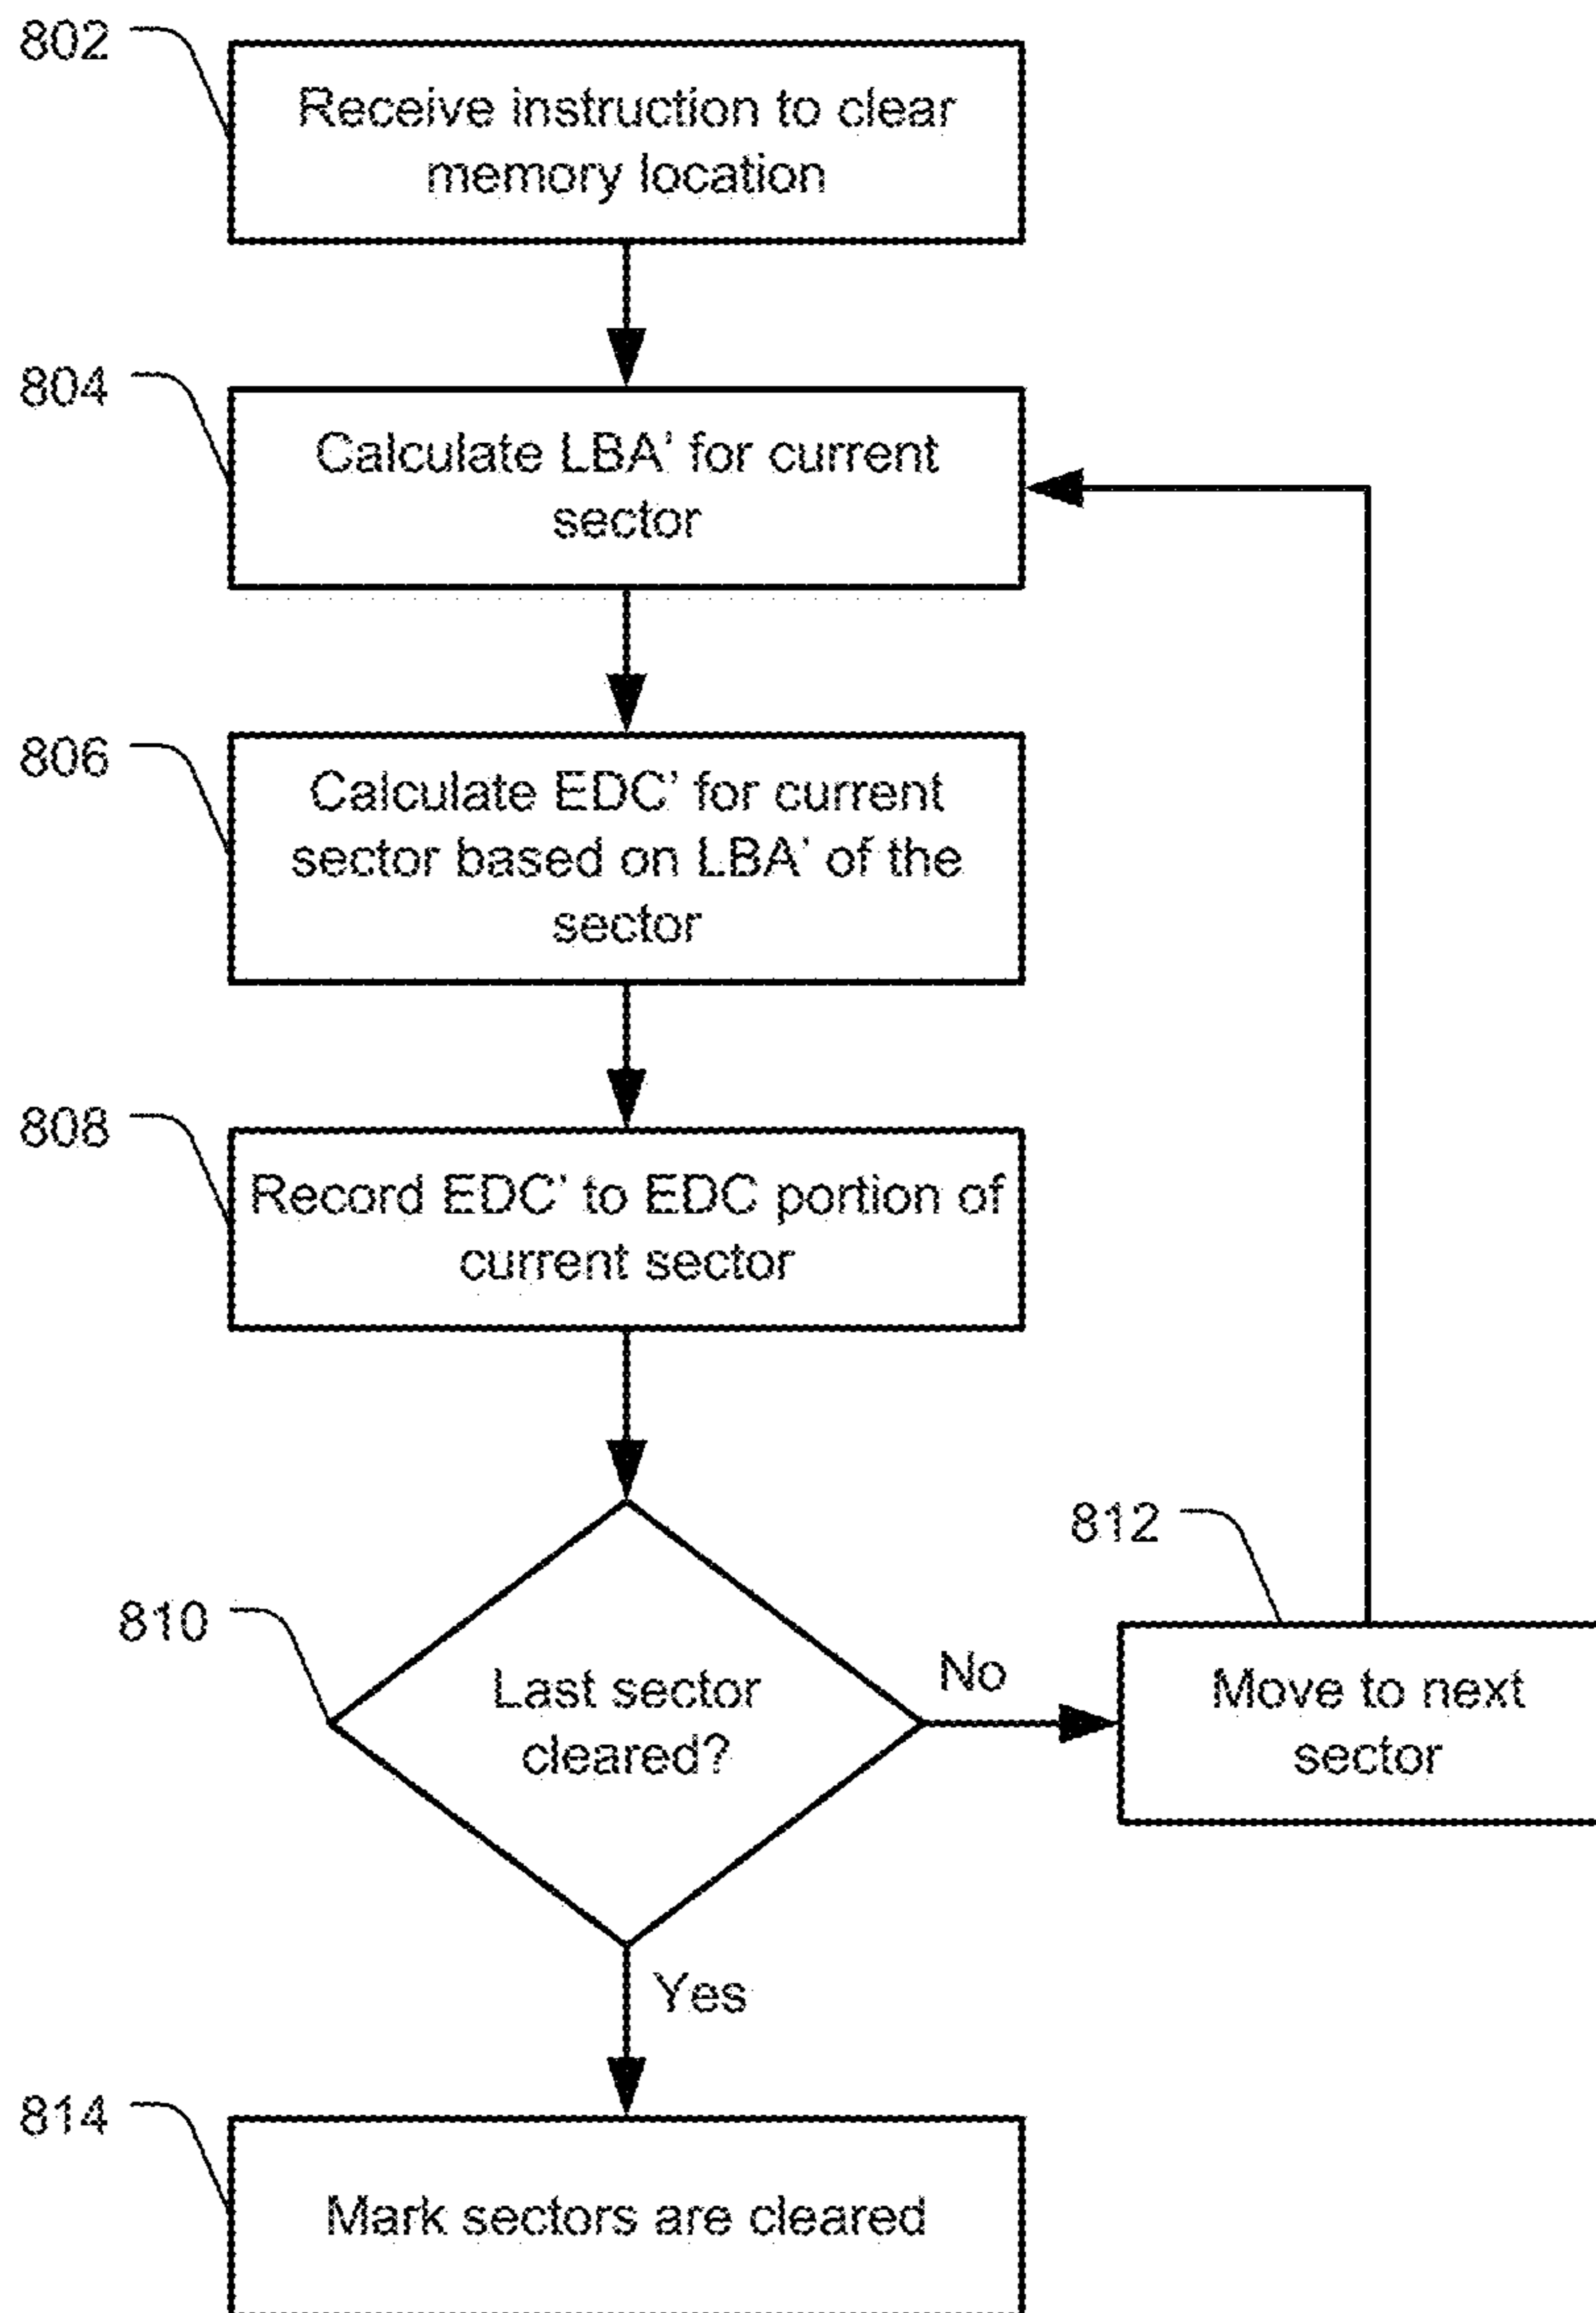 802
Receive instruction to clear
memory location
804
Calculate LBA' for current
sector
806
Calculate EDC' for current
sector based on LBA' of the
sector
808
Record EDC' to EDC portion of
current sector
810
Last sector
cleared?
No
812
Move to next
sector
Yes
814
Mark sectors are cleared